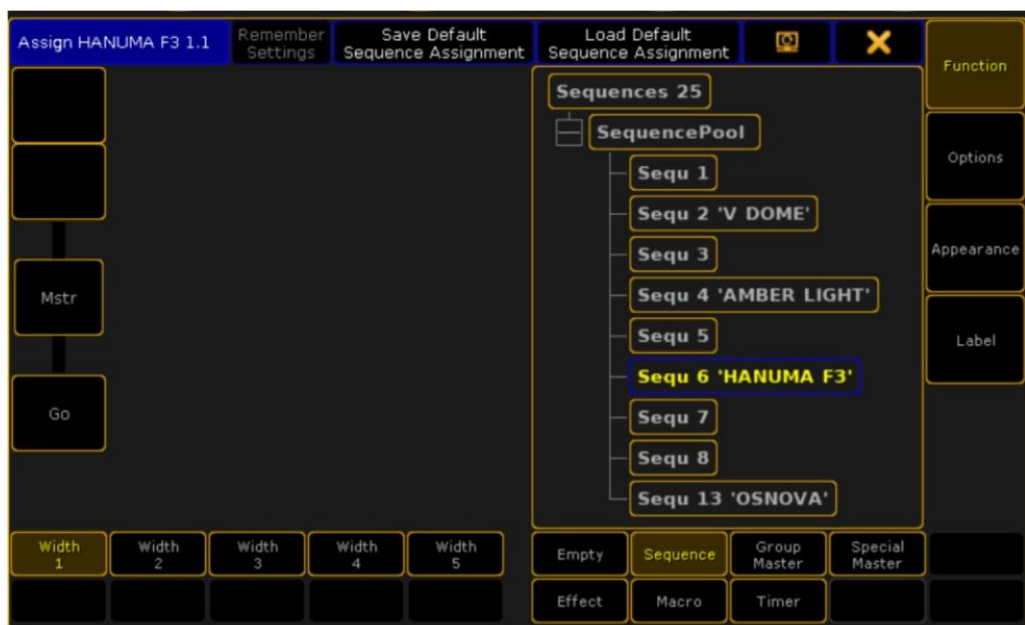 Assign HANUMA F3 1.1
Remember
Settings
Save Default
Sequence Assignment
Load Default
Sequence Assignment
Function
Options
Appearance
Label
Mstr
Go
Sequences 25
SequencePool
Sequ 1
Sequ 2 'V DOME'
Sequ 3
Sequ 4 'AMBER LIGHT'
Sequ 5
Sequ 6 'HANUMA F3'
Sequ 7
Sequ 8
Sequ 13 'OSNOVA'
Width
1
Width
2
Width
3
Width
4
Width
5
Empty
Sequence
Group
Master
Special
Master
Effect
Macro
Timer